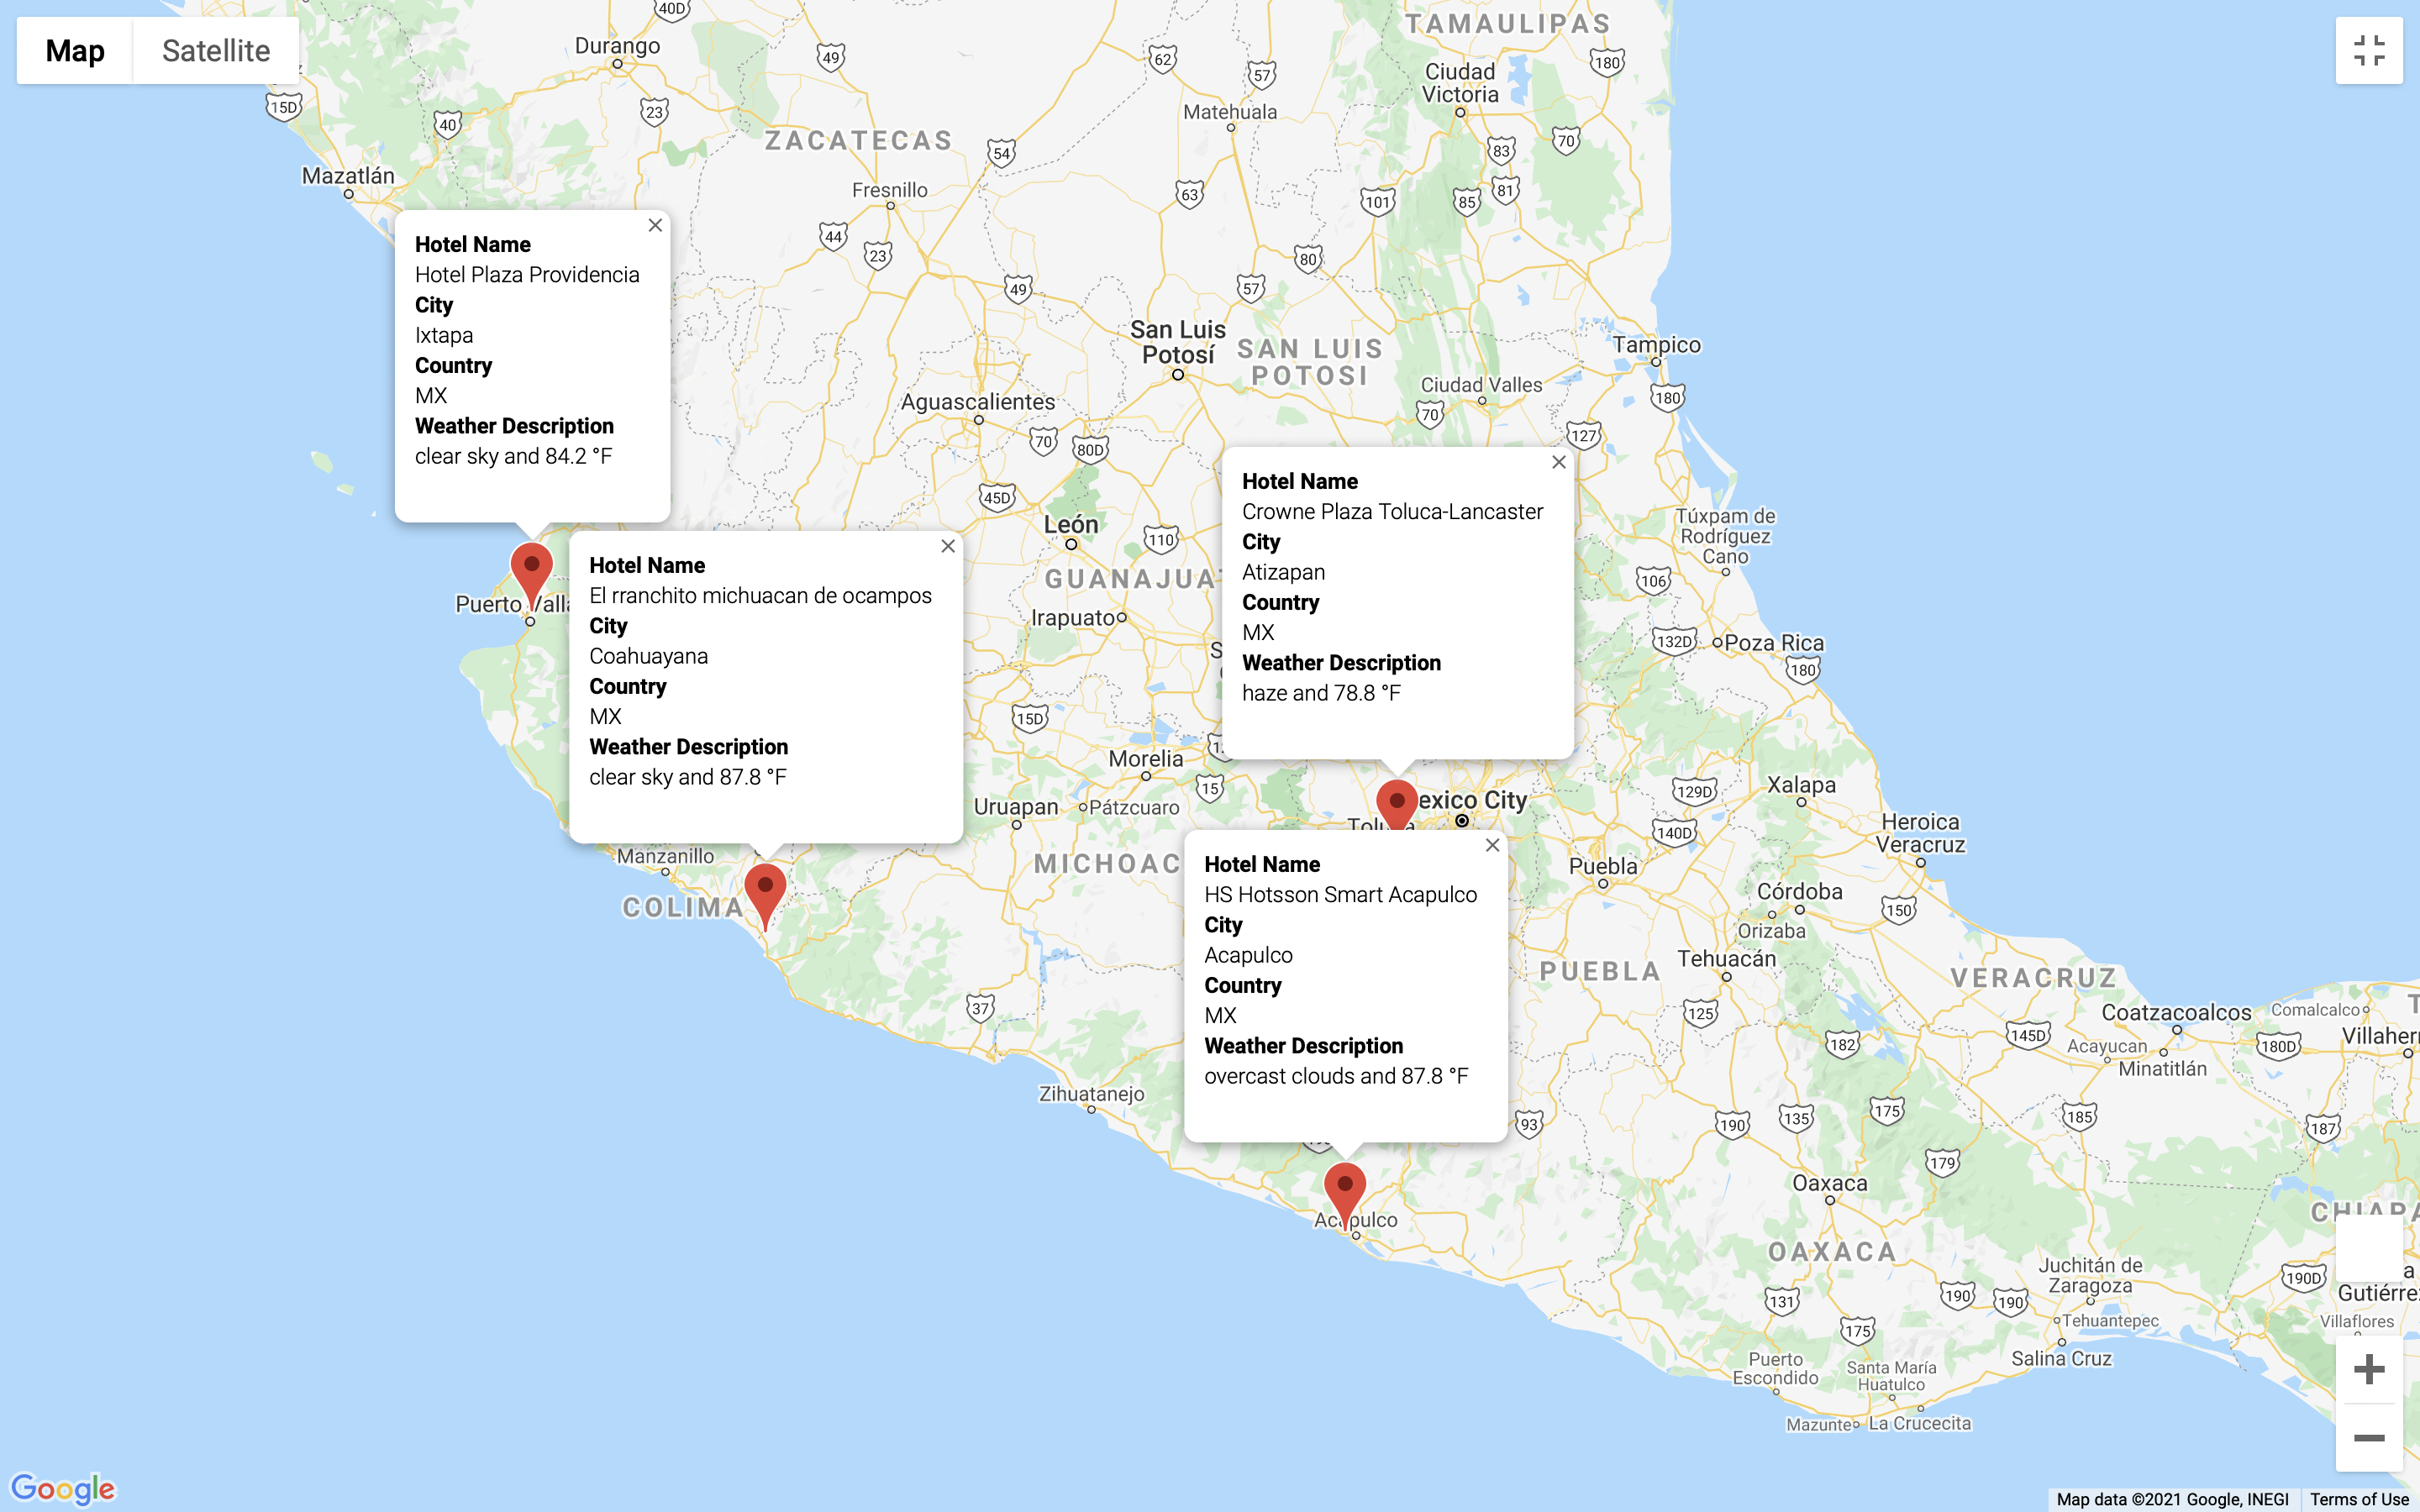 Map
Satellite
40D
Durango
49
62
57
TAMAULIPAS
180
Ciudad
Victoria
15D
40
23
Matehuala
ZACATECAS
54
83
70
Mazatlán
Fresnillo
63
101
85
81
44
23
80
49
57
Hotel Name
Hotel Plaza Providencia
City
Ixtapa
Country
MX
Weather Description
clear sky and 84.2 °F
San Luis
Potosí
SAN LUIS
POTOSI
Tampico
Ciudad Valles
180
Aguascalientes
70
70
80D
127
45D
León
110
GUANAJUA
Irapuato
Túxpam de
Rodríguez
Cano
106
132D
Poza Rica
180
Hotel Name
Crowne Plaza Toluca-Lancaster
City
Atizapan
Country
MX
Weather Description
haze and 78.8 °F
Puerto Valla
Hotel Name
El rranchito michuacan de ocampos
City
Coahuayana
Country
MX
Weather Description
clear sky and 87.8 °F
15D
Morelia
15
Uruapan
Pátzcuaro
exico City
129D
Xalapa
140D
Heroica
Veracruz
Manzanillo
COLIMA
MICHOAC
Puebla
Córdoba
150
Orizaba
Hotel Name
HS Hotsson Smart Acapulco
City
Acapulco
Country
MX
Weather Description
overcast clouds and 87.8 °F
PUEBLA
Tehuacán
VERACRUZ
37
125
Coatzacoalcos
Comalcalco
182
145D
Acayucan
180D
Villaher
Minatitlán
Zihuatanejo
93
190
135
175
185
187
179
Acapulco
Oaxaca
CHIAPA
OAXACA
Juchitán de
Zaragoza
190D
Gutiérre
131
190
190
175
Tehuantepec
Villaflores
Salina Cruz
Puerto
Escondido
Santa María
Huatulco
Mazunte
La Crucecita
Google
Map data ©2021 Google, INEGI
Terms of Use